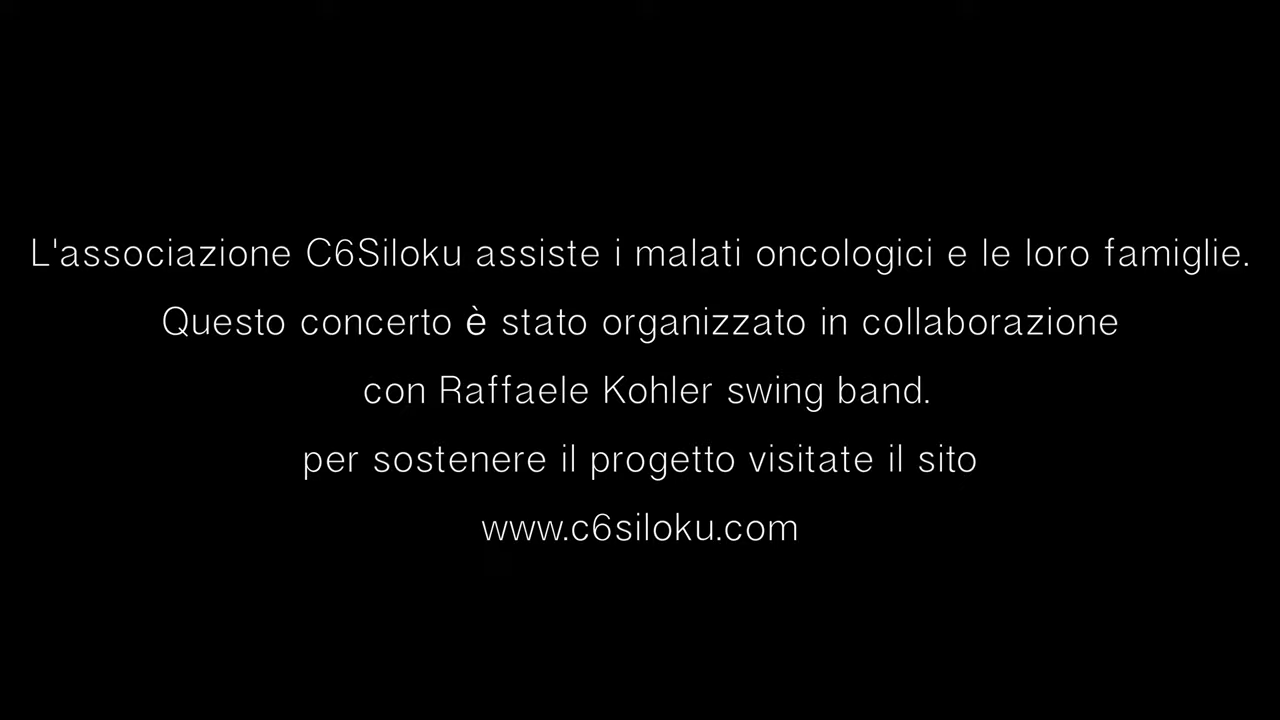 L'associazione C6Siloku assiste i malati oncologici e le loro famiglie.
Questo concerto è stato organizzato in collaborazione
con Raffaele Kohler swing band.
per sostenere il progetto visitate il sito
www.c6siloku.com